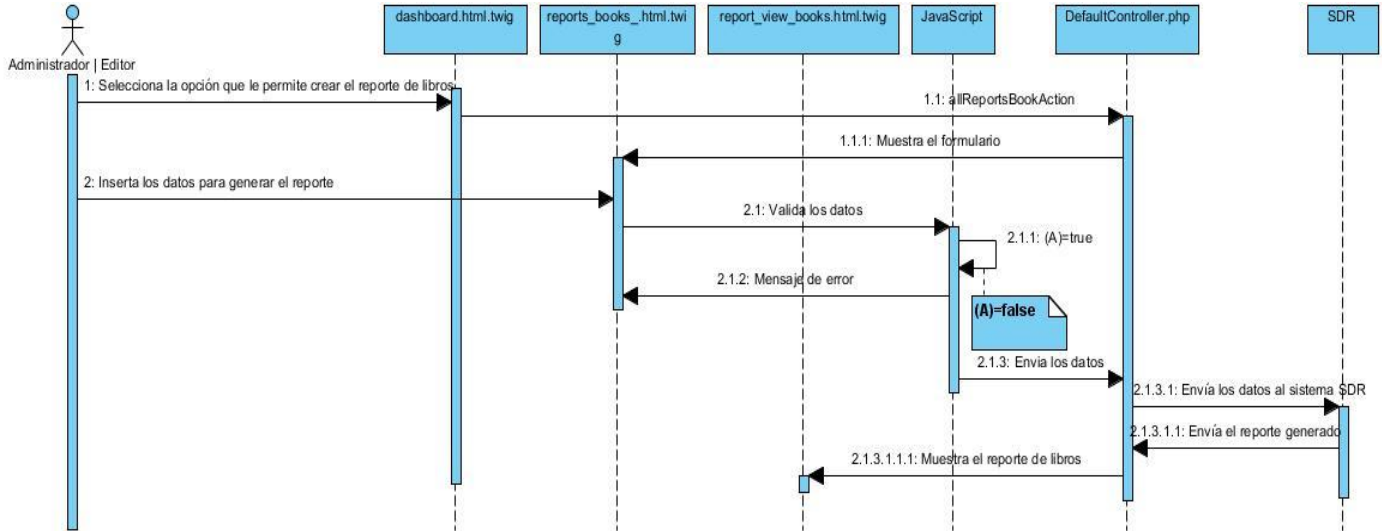 dashboard.html.twig
reports_books_.html.twi
g
report_view_books.html.twig
JavaScript
DefaultController.php
SDR
Administrador | Editor
1: Selecciona la opción que le permite crear el reporte de libros
1.1: allReportsBookAction
1.1.1: Muestra el formulario
2: Inserta los datos para generar el reporte
2.1: Valida los datos
2.1.1: (A)=true
2.1.2: Mensaje de error
(A)=false
2.1.3: Envia los datos
2.1.3.1: Envía los datos al sistema SDR
2.1.3.1.1: Envía el reporte generado
2.1.3.1.1.1: Muestra el reporte de libros